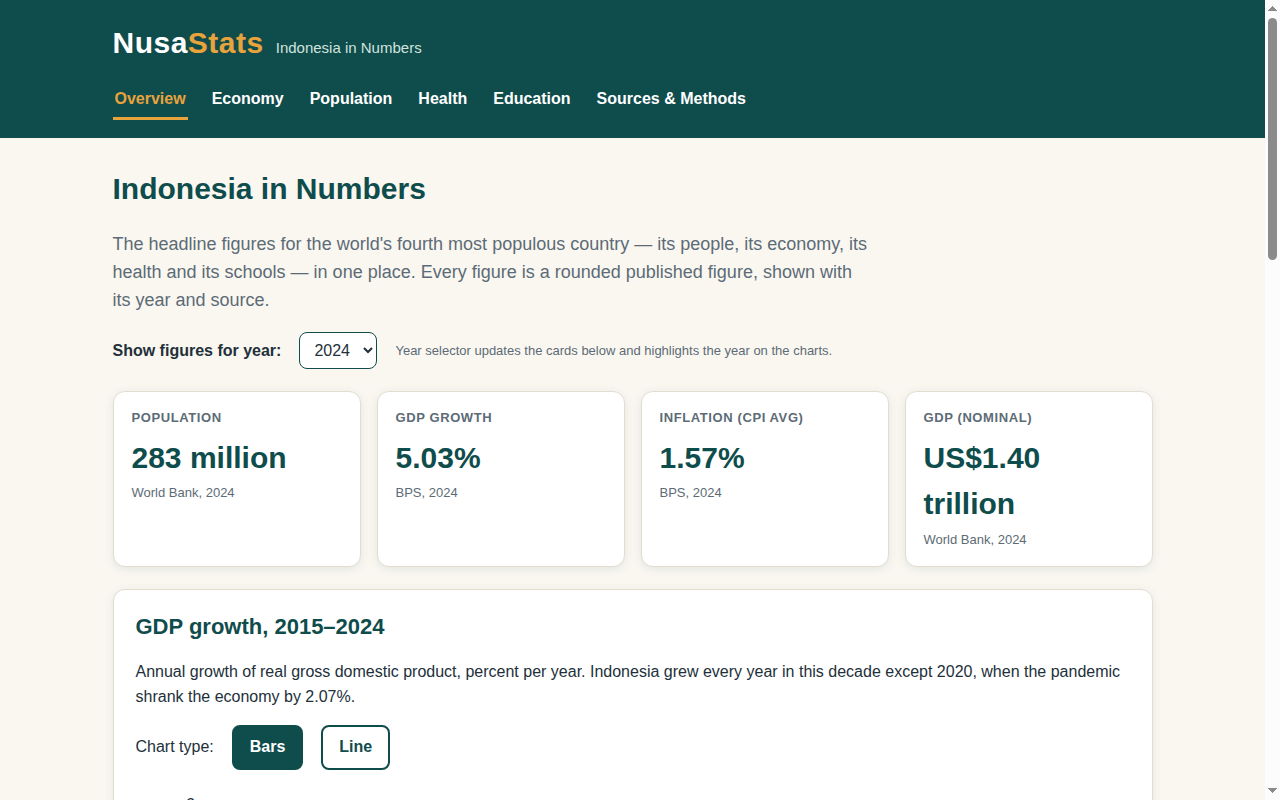 NusaStats Indonesia in Numbers
Overview Economy Population Health Education Sources & Methods
Indonesia in Numbers
The headline figures for the world's fourth most populous country — its people, its economy, its
health and its schools — in one place. Every figure is a rounded published figure, shown with
its year and source.
Show figures for year: 2024 Year selector updates the cards below and highlights the year on the charts.
POPULATION
283 million
World Bank, 2024
GDP GROWTH
5.03%
BPS, 2024
INFLATION (CPI AVG)
1.57%
BPS, 2024
GDP (NOMINAL)
US$1.40
trillion
World Bank, 2024
GDP growth, 2015–2024
Annual growth of real gross domestic product, percent per year. Indonesia grew every year in this decade except 2020, when the pandemic
shrank the economy by 2.07%.
Chart type: Bars Line